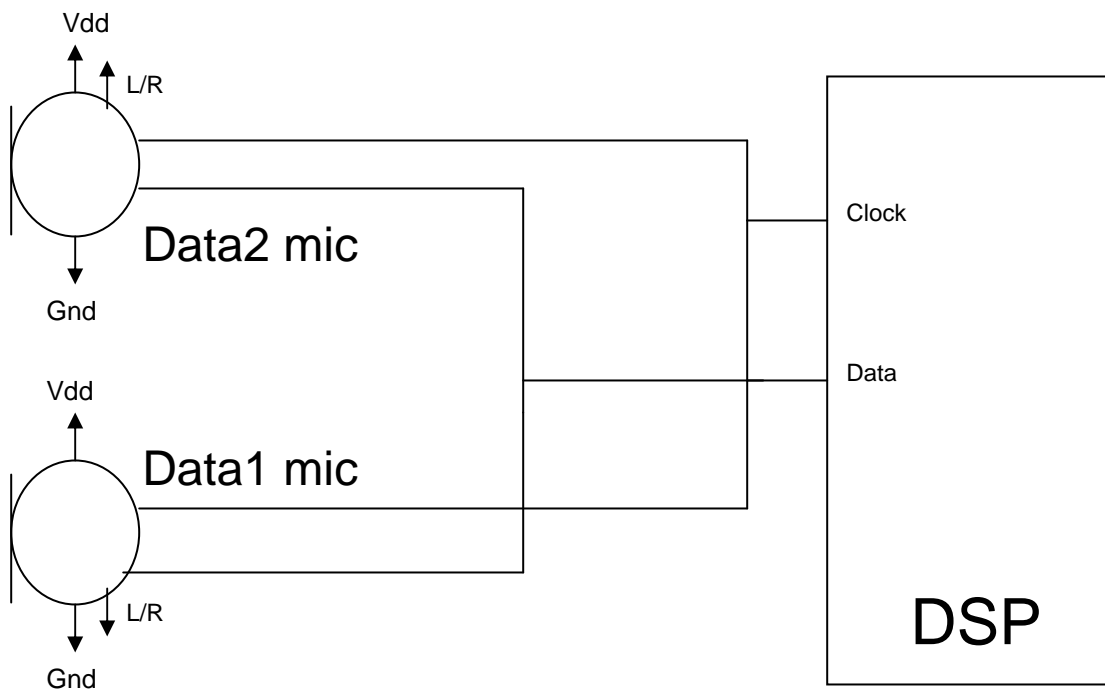 Vdd
L/R
Clock
Data2 mic
Gnd
Data
Vdd
Data1 mic
L/R
DSP
Gnd